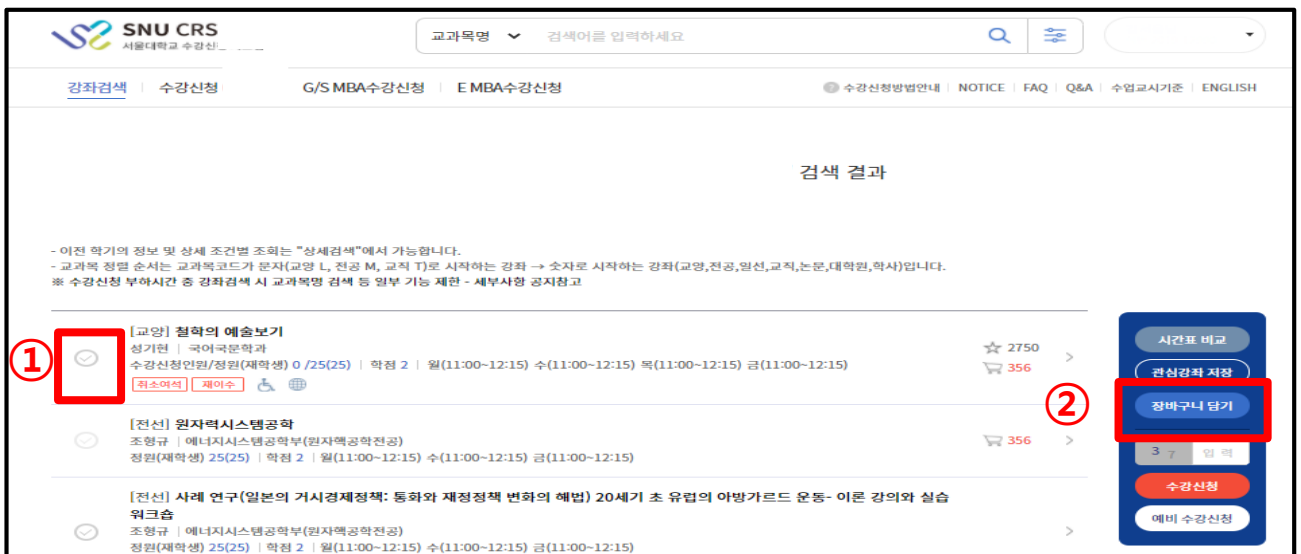 SNU CRS
서울대학교 수강신
교과목명 검색어를 입력하세요
강좌검색 수강신청 G/S MBA수강신청 E MBA수강신청
수강신청방법안내 NOTICE FAQ Q&A 수업교시기준 ENGLISH
검색 결과
- 이전 학기의 정보 및 상세 조건별 조회는 "상세검색"에서 가능합니다.
- 교과목 정렬 순서는 교과목코드가 문자(교양 L, 전공 M, 교직 T)로 시작하는 강좌 → 숫자로 시작하는 강좌(교양,전공,일선,교직,논문,대학원,학사)입니다.
※ 수강신청 부하시간 중 강좌검색 시 교과목명 검색 등 일부 기능 제한 - 세부사항 공지참고
①
[교양] 철학의 예술보기
성기현 | 국어국문학과
수강신청인원/정원(재학생) 0 /25(25) | 학점 2 | 월(11:00~12:15) 수(11:00~12:15) 목(11:00~12:15) 금(11:00~12:15)
취소여석 재이수
☆ 2750
356
[전선] 원자력시스템공학
조형규 | 에너지시스템공학부(원자핵공학전공)
정원(재학생) 25(25) | 학점 2 | 월(11:00~12:15) 수(11:00~12:15) 금(11:00~12:15)
356
[전선] 사례 연구(일본의 거시경제정책: 통화와 재정정책 변화의 해법) 20세기 초 유럽의 아방가르드 운동- 이론 강의와 실습
워크숍
조형규 | 에너지시스템공학부(원자핵공학전공)
정원(재학생) 25(25) | 학점 2 | 월(11:00~12:15) 수(11:00~12:15) 금(11:00~12:15)
시간표 비교
관심강좌 저장
②
장바구니 담기
3 7 입력
수강신청
예비 수강신청